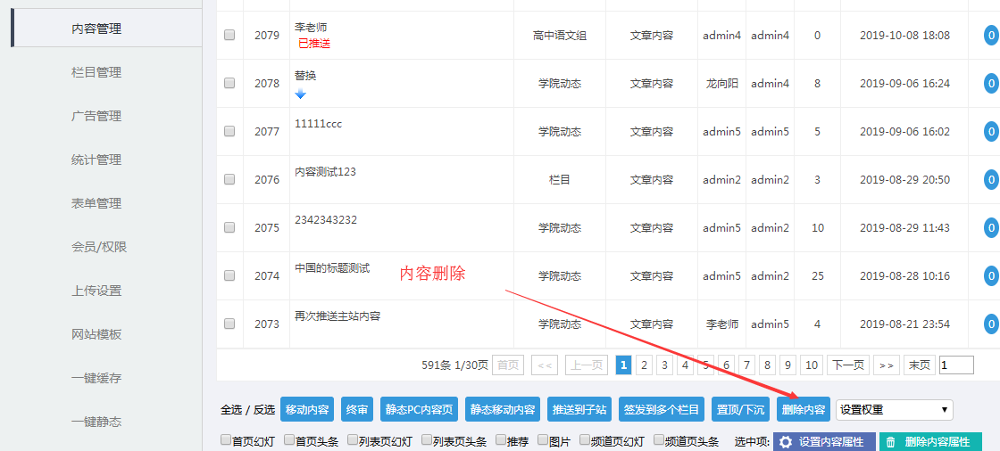 内容管理
栏目管理
广告管理
统计管理
表单管理
会员/权限
上传设置
网站模板
一键缓存
一键静态
2079 李老师 已推送 高中语文组 文章内容 admin4 admin4 0 2019-10-08 18:08 0
2078 替换 学院动态 文章内容 龙向阳 admin4 8 2019-09-06 16:24 0
2077 11111ccc 学院动态 文章内容 admin5 admin5 5 2019-09-06 16:02 0
2076 内容测试123 栏目 文章内容 admin2 admin2 3 2019-08-29 20:50 0
2075 2342343232 学院动态 文章内容 admin5 admin2 10 2019-08-29 11:43 0
2074 中国的标题测试 学院动态 文章内容 admin5 admin2 25 2019-08-28 10:16 0
内容删除
2073 再次推送主站内容 学院动态 文章内容 李老师 admin5 4 2019-08-21 23:54 0
591条 1/30页 首页 << 上一页 1 2 3 4 5 6 7 8 9 10 下一页 >> 末页 1
全选 / 反选 移动内容 终审 静态PC内容页 静态移动内容 推送到子站 签发到多个栏目 置顶/下沉 删除内容 设置权重
首页幻灯 首页头条 列表页幻灯 列表页头条 推荐 图片 频道页幻灯 频道页头条 选中项: 设置内容属性 删除内容属性